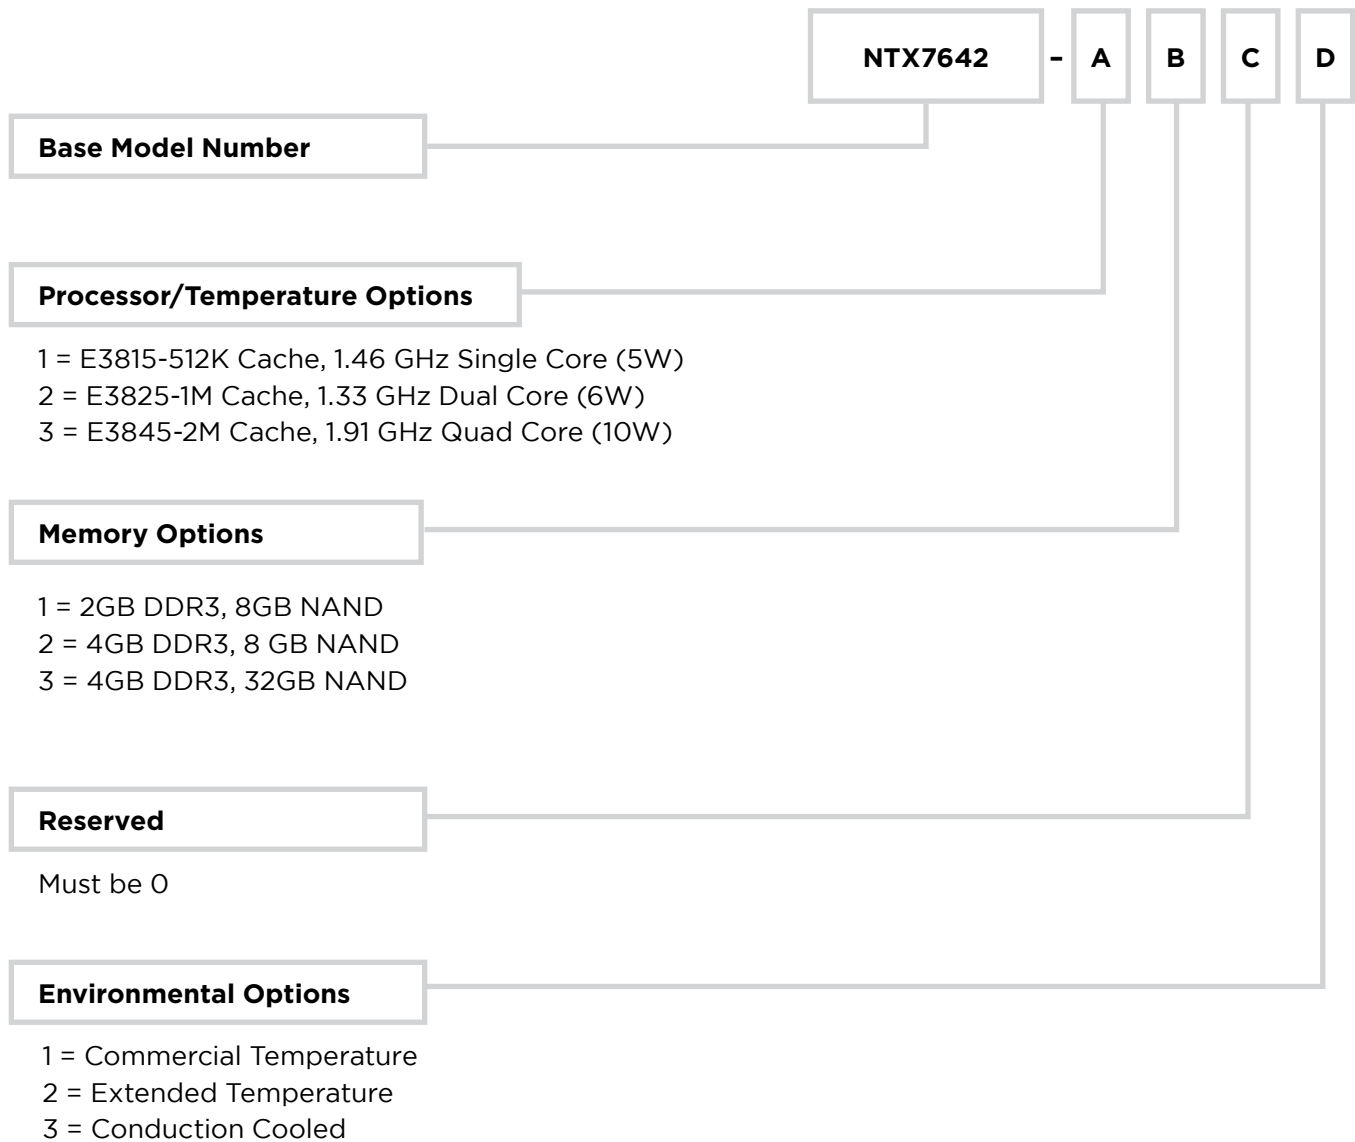 NTX7642 – A B C D
Base Model Number
Processor/Temperature Options
1 = E3815-512K Cache, 1.46 GHz Single Core (5W)
2 = E3825-1M Cache, 1.33 GHz Dual Core (6W)
3 = E3845-2M Cache, 1.91 GHz Quad Core (10W)
Memory Options
1 = 2GB DDR3, 8GB NAND
2 = 4GB DDR3, 8 GB NAND
3 = 4GB DDR3, 32GB NAND
Reserved
Must be 0
Environmental Options
1 = Commercial Temperature
2 = Extended Temperature
3 = Conduction Cooled